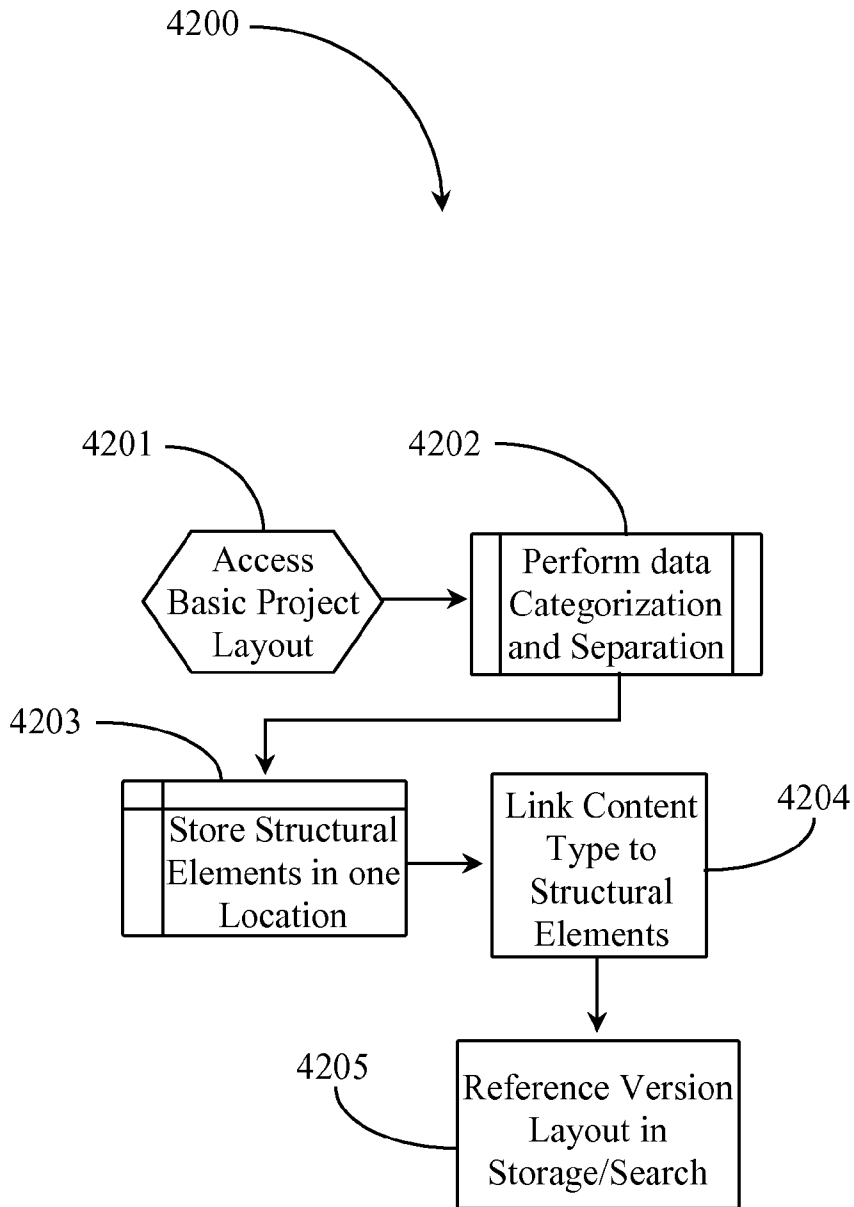 4200
4201
4202
Access
Basic Project
Layout
Perform data
Categorization
and Separation
4203
Store Structural
Elements in one
Location
Link Content
Type to
Structural
Elements
4204
4205
Reference Version
Layout in
Storage/Search